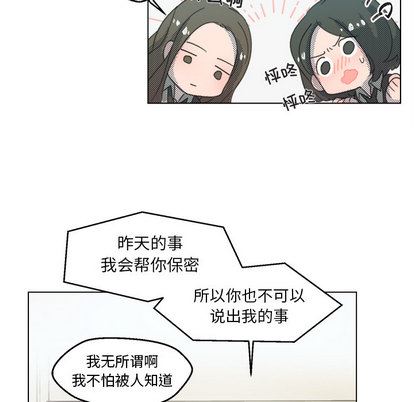 怦咚
怦咚
昨天的事
我会帮你保密
所以你也不可以
说出我的事
我无所谓啊
我不怕被人知道